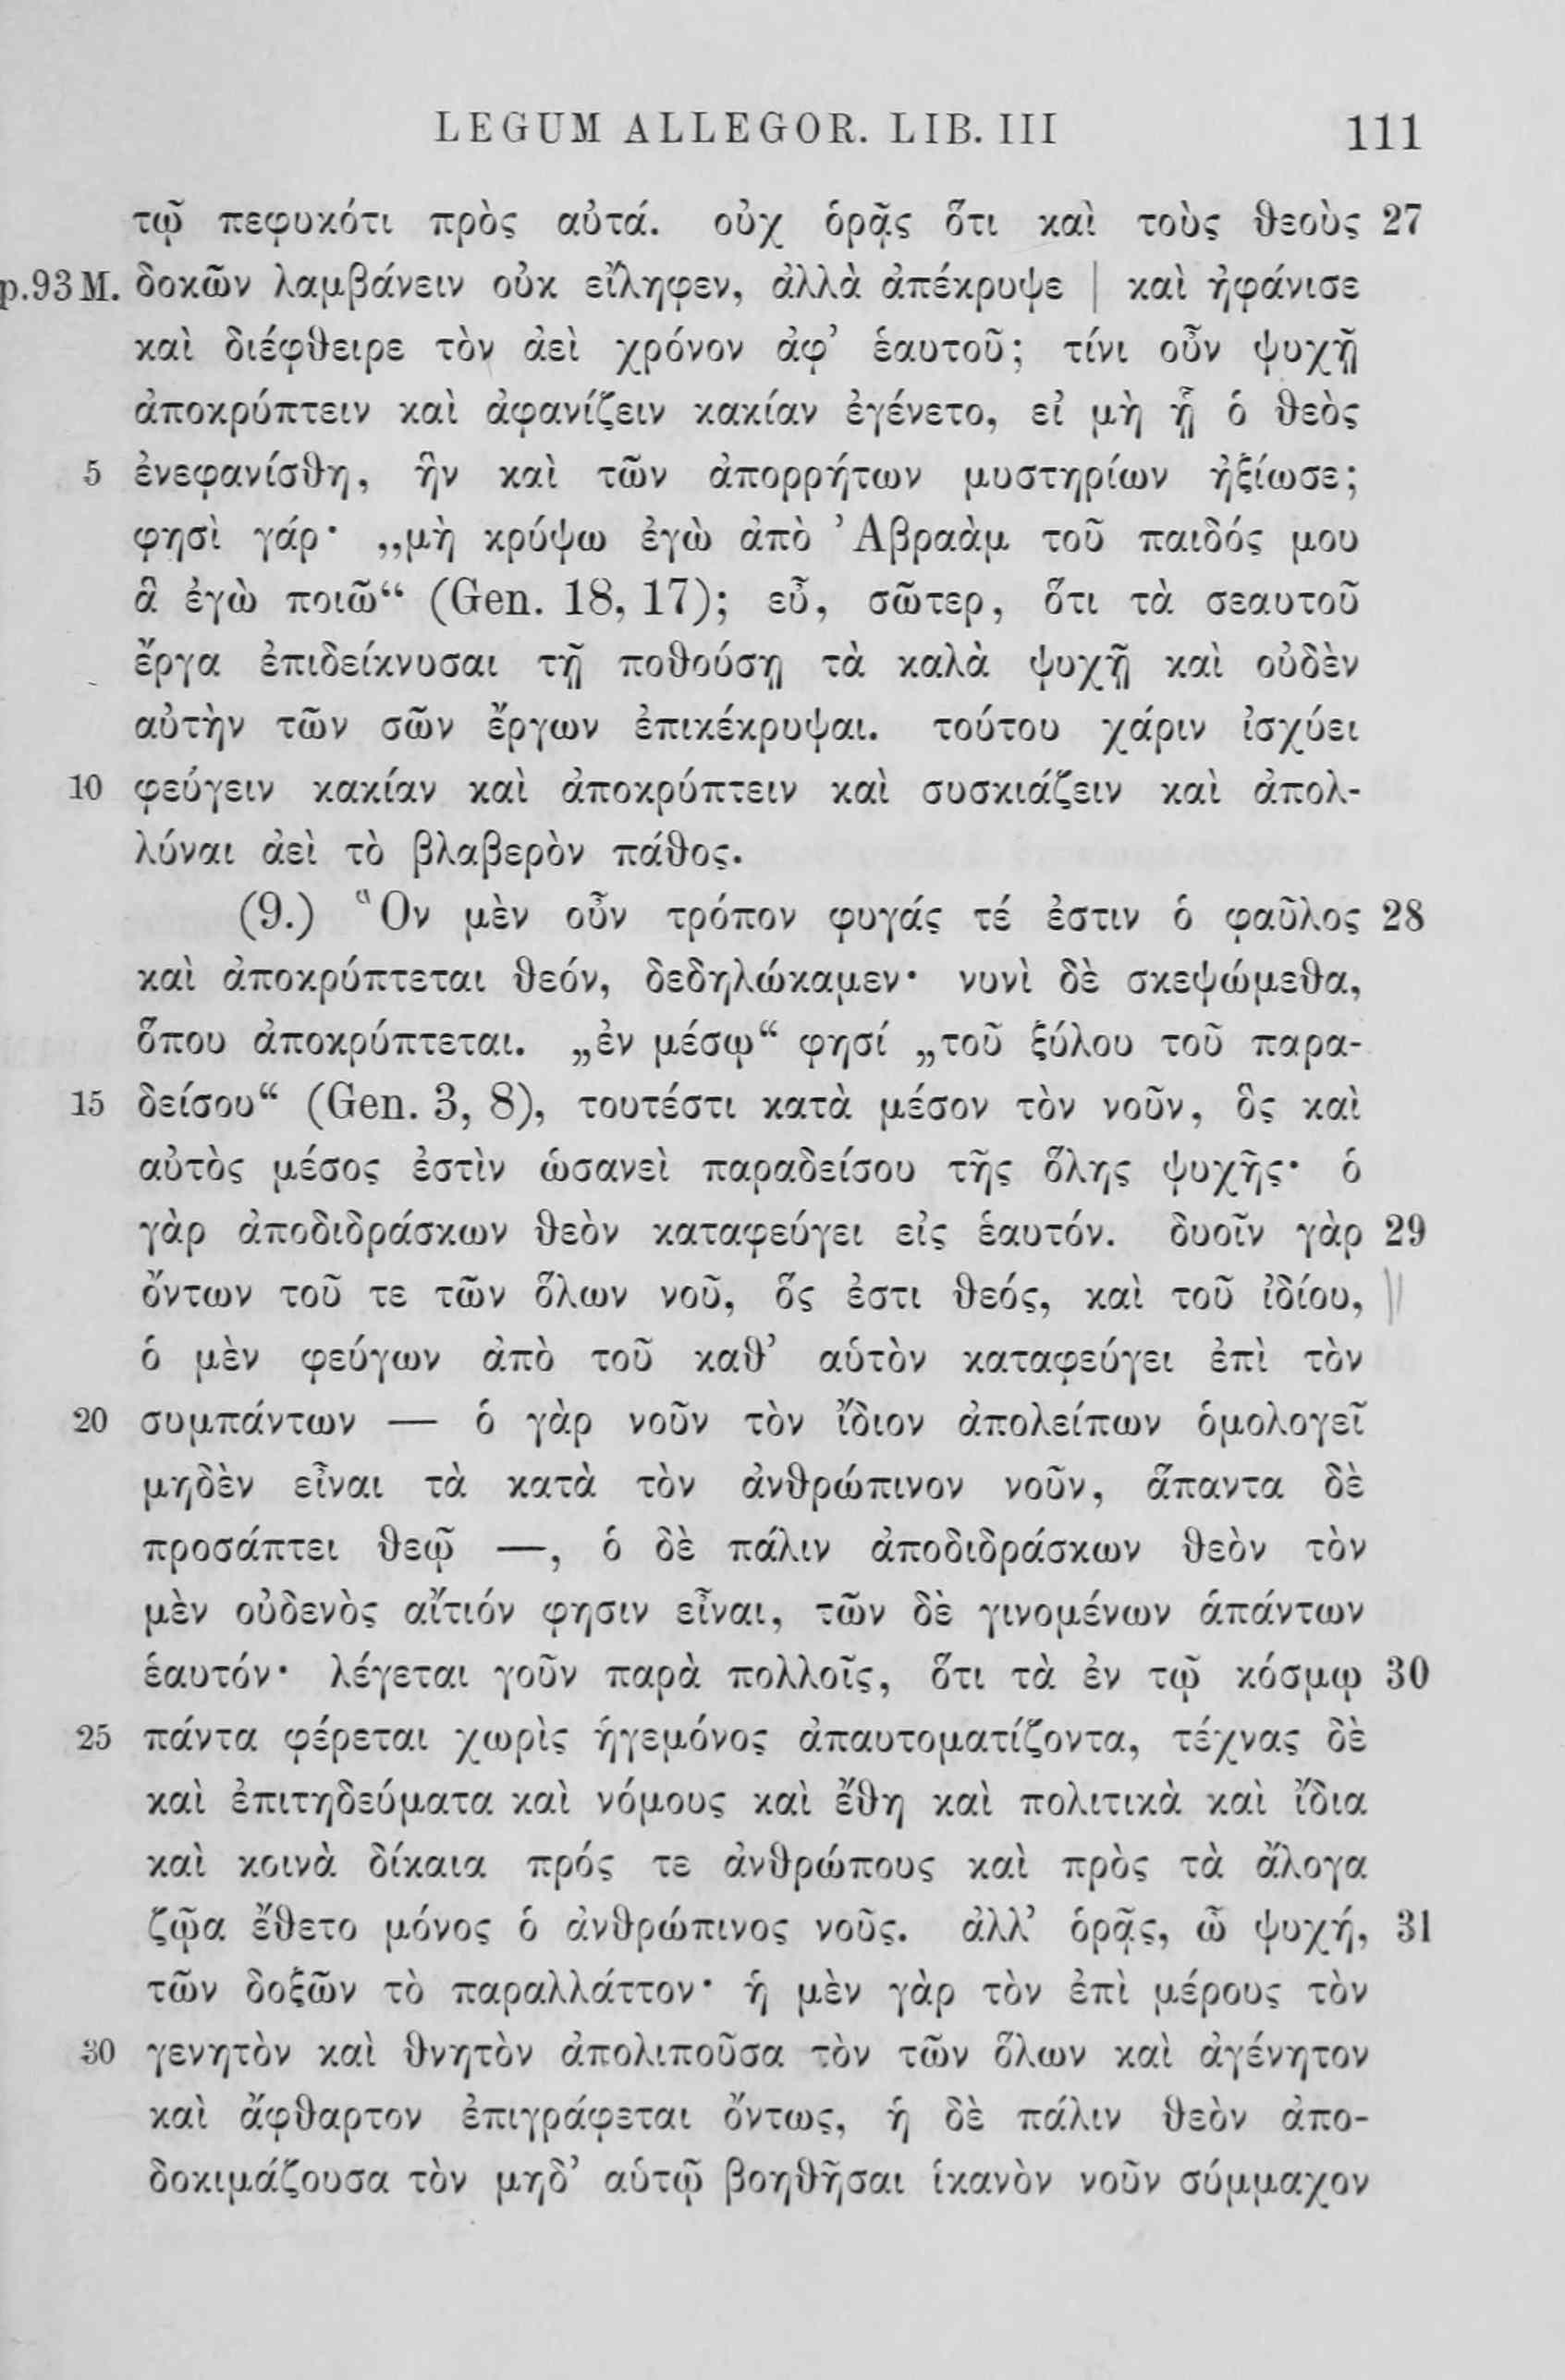 LEGUM ALLEGOR. LIB. III 111
τῷ πεφυκότι πρὸς αὐτά. οὐχ ὁρᾷς ὅτι καὶ τοὺς ϑεοὺς 27
p.93 M. δοκῶν λαμβάνειν οὐκ εἴληφεν, ἀλλὰ ἀπέκρυψε | καὶ ἠφάνισε
καὶ διέφϑειρε τὸν ἀεὶ χρόνον ἀφ’ ἑαυτοῦ; τίνι οὖν ψυχῇ
ἀποκρύπτειν καὶ ἀφανίζειν κακίαν ἐγένετο, εἰ μὴ ᾗ ὁ ϑεὸς
5 ἐνεφανίσϑη, ἣν καὶ τῶν ἀπορρήτων μυστηρίων ἠξίωσε;
φησὶ γάρ· „μὴ κρύψω ἐγὼ ἀπὸ ’Αβραὰμ τοῦ παιδός μου
ἃ ἐγὼ ποιῶ“ (Gen. 18, 17); εὖ, σῶτερ, ὅτι τὰ σεαυτοῦ
ἔργα ἐπιδείκνυσαι τῇ ποϑούσῃ τὰ καλὰ ψυχῇ καὶ οὐδὲν
αὐτὴν τῶν σῶν ἔργων ἐπικέκρυψαι. τούτου χάριν ἰσχύει
10 φεύγειν κακίαν καὶ ἀποκρύπτειν καὶ συσκιάζειν καὶ ἀπολ-
λύναι ἀεὶ τὸ βλαβερὸν πάϑος.
(9.) Ὃν μὲν οὖν τρόπον φυγάς τέ ἐστιν ὁ φαῦλος 28
καὶ ἀποκρύπτεται ϑεόν, δεδηλώκαμεν· νυνὶ δὲ σκεψώμεϑα,
ὅπου ἀποκρύπτεται. „ἐν μέσῳ“ φησί „τοῦ ξύλου τοῦ παρα-
15 δείσου“ (Gen. 3, 8), τουτέστι κατὰ μέσον τὸν νοῦν, ὃς καὶ
αὐτὸς μέσος ἐστὶν ὡσανεὶ παραδείσου τῆς ὅλης ψυχῆς· ὁ
γὰρ ἀποδιδράσκων ϑεὸν καταφεύγει εἰς ἑαυτόν. δυοῖν γὰρ 29
ὄντων τοῦ τε τῶν ὅλων νοῦ, ὅς ἐστι ϑεός, καὶ τοῦ ἰδίου,
ὁ μὲν φεύγων ἀπὸ τοῦ καϑ’ αὑτὸν καταφεύγει ἐπὶ τὸν
20 συμπάντων — ὁ γὰρ νοῦν τὸν ἴδιον ἀπολείπων ὁμολογεῖ
μηδὲν εἶναι τὰ κατὰ τὸν ἀνϑρώπινον νοῦν, ἅπαντα δὲ
προσάπτει ϑεῷ —, ὁ δὲ πάλιν ἀποδιδράσκων ϑεὸν τὸν
μὲν οὐδενὸς αἴτιόν φησιν εἶναι, τῶν δὲ γινομένων ἁπάντων
ἑαυτόν· λέγεται γοῦν παρὰ πολλοῖς, ὅτι τὰ ἐν τῷ κόσμῳ 30
25 πάντα φέρεται χωρὶς ἡγεμόνος ἀπαυτοματίζοντα, τέχνας δὲ
καὶ ἐπιτηδεύματα καὶ νόμους καὶ ἔϑη καὶ πολιτικὰ καὶ ἴδια
καὶ κοινὰ δίκαια πρός τε ἀνϑρώπους καὶ πρὸς τὰ ἄλογα
ζῷα ἔϑετο μόνος ὁ ἀνϑρώπινος νοῦς. ἀλλ’ ὁρᾷς, ὦ ψυχή, 31
τῶν δοξῶν τὸ παραλλάττον· ἡ μὲν γὰρ τὸν ἐπὶ μέρους τὸν
30 γενητὸν καὶ ϑνητὸν ἀπολιποῦσα τὸν τῶν ὅλων καὶ ἀγένητον
καὶ ἄφϑαρτον ἐπιγράφεται ὄντως, ἡ δὲ πάλιν ϑεὸν ἀπο-
δοκιμάζουσα τὸν μηδ’ αὑτῷ βοηϑῆσαι ἱκανὸν νοῦν σύμμαχον